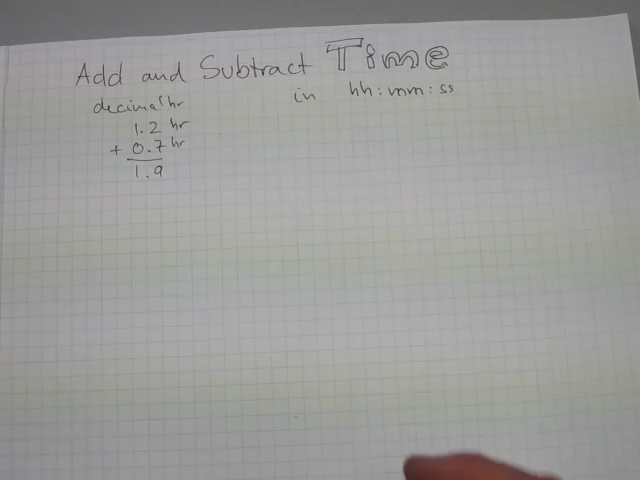 Add and Subtract Time
in hh:mm:ss
decimal hr
1.2 hr
+ 0.7 hr
1.9